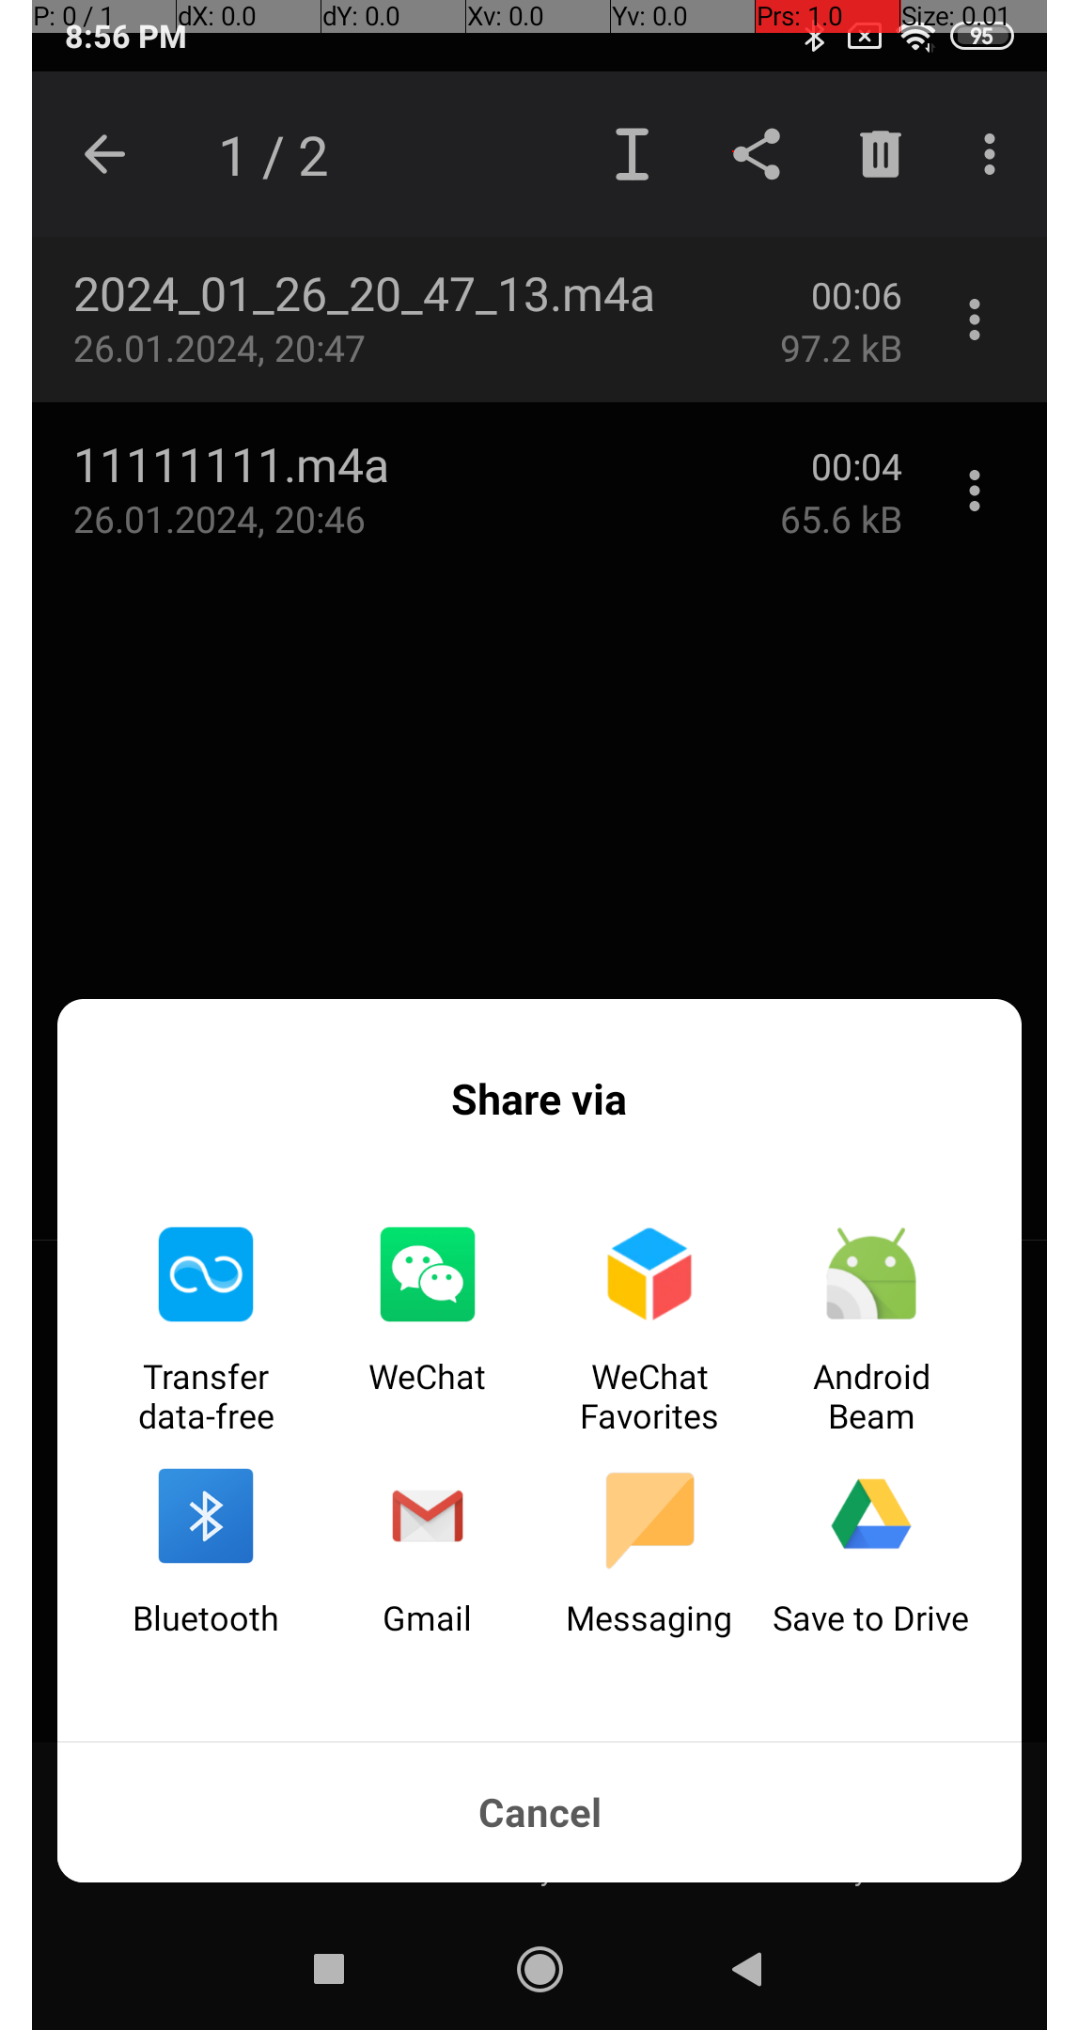 P: 0 / 1 dX: 0.0 dY: 0.0 Xv: 0.0 Yv: 0.0 Prs: 1.0 Size: 0.01
8:56 PM 95
1 / 2
2024_01_26_20_47_13.m4a 00:06
26.01.2024, 20:47 97.2 kB
11111111.m4a 00:04
26.01.2024, 20:46 65.6 kB
Share via
Transfer data-free
WeChat
WeChat Favorites
Android Beam
Bluetooth
Gmail
Messaging
Save to Drive
Cancel